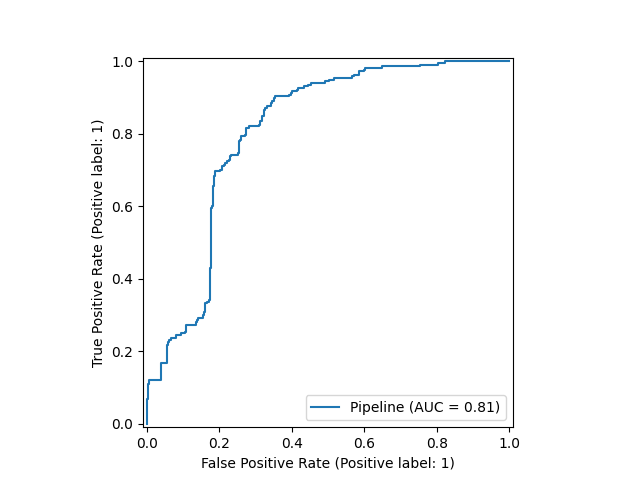 1.0
0.8
0.6
0.4
0.2
0.0
True Positive Rate (Positive label: 1)
Pipeline (AUC = 0.81)
0.0 0.2 0.4 0.6 0.8 1.0
False Positive Rate (Positive label: 1)